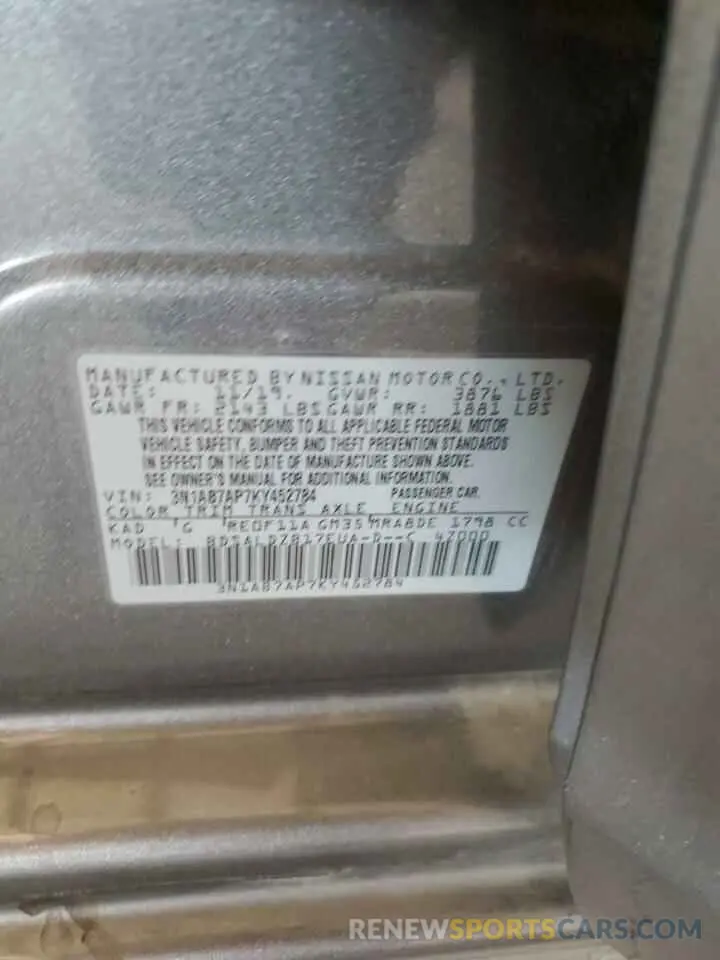 MANUFACTURED BY NISSAN MOTOR CO., LTD.
DATE: 11/19. GVWR: 3876 LBS
GAWR FR: 2143 LBS GAWR RR: 1881 LBS
THIS VEHICLE CONFORMS TO ALL APPLICABLE FEDERAL MOTOR
VEHICLE SAFETY, BUMPER AND THEFT PREVENTION STANDARDS
IN EFFECT ON THE DATE OF MANUFACTURE SHOWN ABOVE.
SEE OWNER'S MANUAL FOR ADDITIONAL INFORMATION.
VIN: 3N1AB7AP7KY452784 PASSENGER CAR.
COLOR TRIM TRANS AXLE ENGINE
KAD G RE0F11A GM35 MRA8DE 1798 CC
MODEL: BDSALDZB17EUA-D--C 4Z000
3N1AB7AP7KY452784
RENEWSPORTSCARS.COM